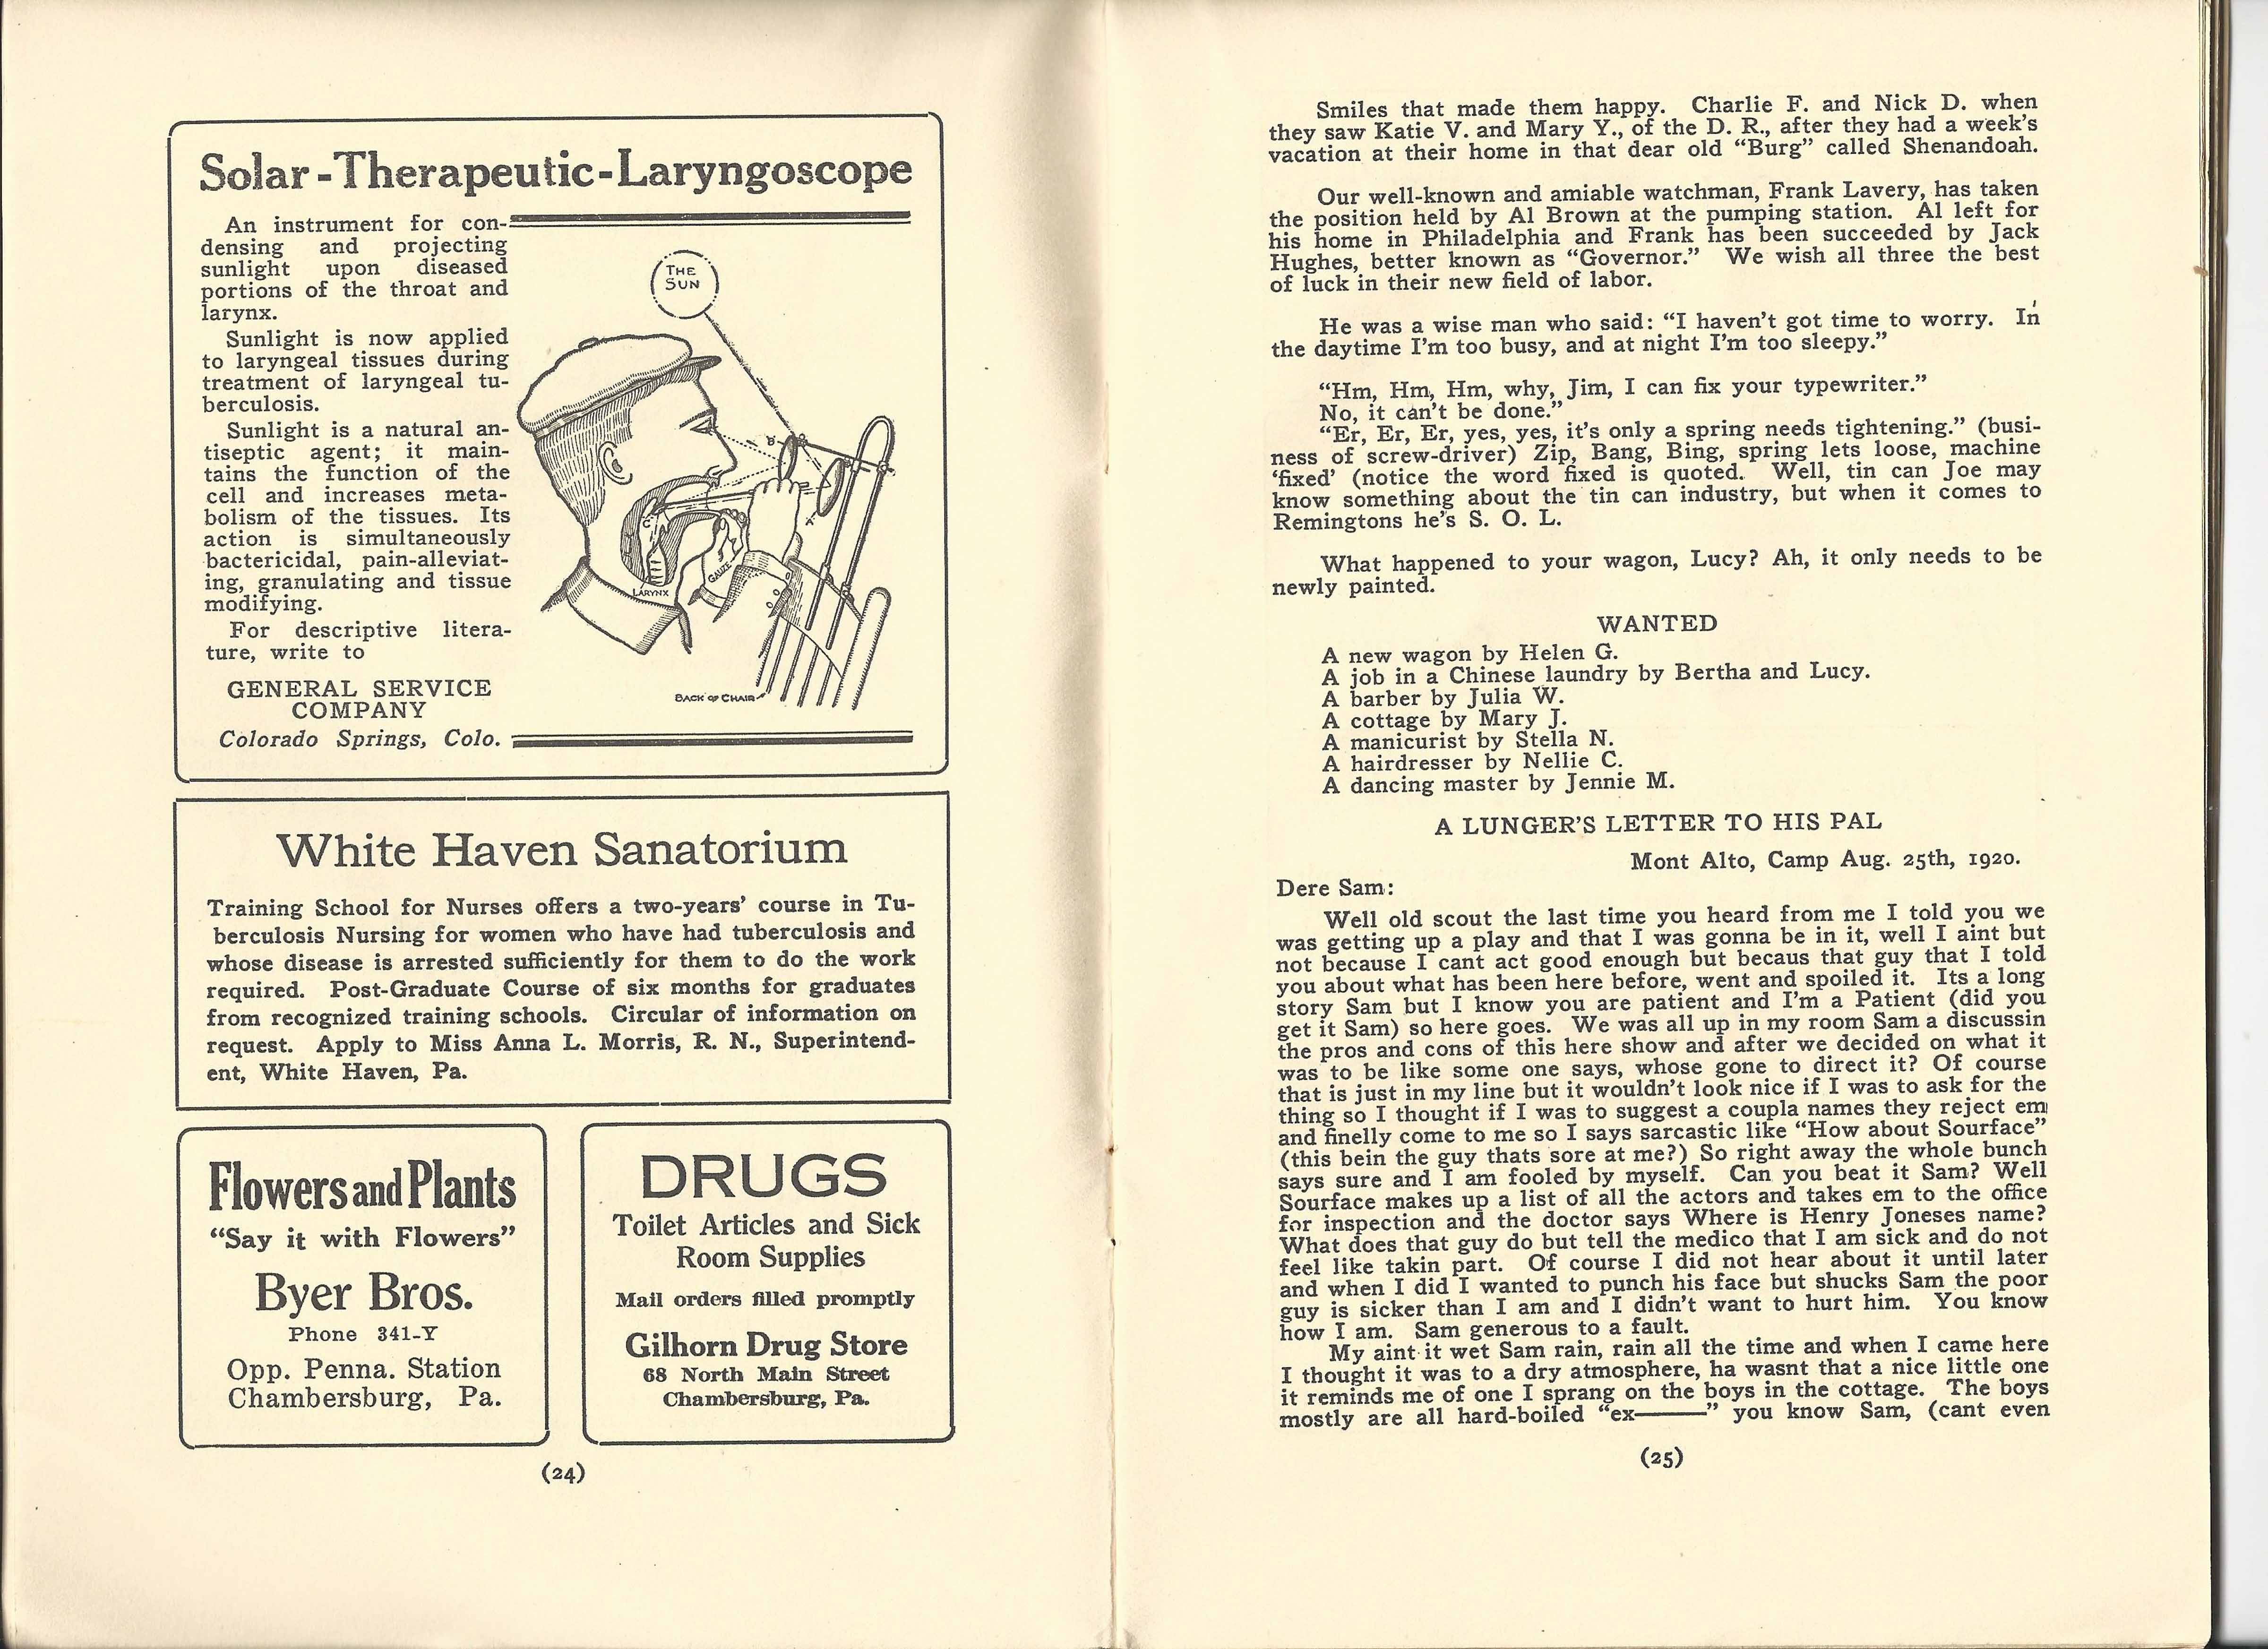 Solar-Therapeutic-Laryngoscope
An instrument for con-
densing and projecting
sunlight upon diseased
portions of the throat and
larynx.
Sunlight is now applied
to laryngeal tissues during
treatment of laryngeal tu-
berculosis.
Sunlight is a natural an-
tiseptic agent; it main-
tains the function of the
cell and increases meta-
bolism of the tissues. Its
action is simultaneously
bactericidal, pain-alleviat-
ing, granulating and tissue
modifying.
For descriptive litera-
ture, write to
GENERAL SERVICE
COMPANY
Colorado Springs, Colo.
THE
SUN
B
A
C
GAUZE
LARYNX
BACK OF CHAIR
White Haven Sanatorium
Training School for Nurses offers a two-years' course in Tu-
berculosis Nursing for women who have had tuberculosis and
whose disease is arrested sufficiently for them to do the work
required. Post-Graduate Course of six months for graduates
from recognized training schools. Circular of information on
request. Apply to Miss Anna L. Morris, R. N., Superintend-
ent, White Haven, Pa.
Flowers and Plants
"Say it with Flowers"
Byer Bros.
Phone 341-Y
Opp. Penna. Station
Chambersburg, Pa.
DRUGS
Toilet Articles and Sick
Room Supplies
Mail orders filled promptly
Gilhorn Drug Store
68 North Main Street
Chambersburg, Pa.
(24)
Smiles that made them happy. Charlie F. and Nick D. when
they saw Katie V. and Mary Y., of the D. R., after they had a week's
vacation at their home in that dear old "Burg" called Shenandoah.
Our well-known and amiable watchman, Frank Lavery, has taken
the position held by Al Brown at the pumping station. Al left for
his home in Philadelphia and Frank has been succeeded by Jack
Hughes, better known as "Governor." We wish all three the best
of luck in their new field of labor.
He was a wise man who said: "I haven't got time to worry. In
the daytime I'm too busy, and at night I'm too sleepy."
"Hm, Hm, Hm, why, Jim, I can fix your typewriter."
No, it can't be done."
"Er, Er, Er, yes, yes, it's only a spring needs tightening." (busi-
ness of screw-driver) Zip, Bang, Bing, spring lets loose, machine
'fixed' (notice the word fixed is quoted. Well, tin can Joe may
know something about the tin can industry, but when it comes to
Remingtons he's S. O. L.
What happened to your wagon, Lucy? Ah, it only needs to be
newly painted.
WANTED
A new wagon by Helen G.
A job in a Chinese laundry by Bertha and Lucy.
A barber by Julia W.
A cottage by Mary J.
A manicurist by Stella N.
A hairdresser by Nellie C.
A dancing master by Jennie M.
A LUNGER'S LETTER TO HIS PAL
Mont Alto, Camp Aug. 25th, 1920.
Dere Sam:
Well old scout the last time you heard from me I told you we
was getting up a play and that I was gonna be in it, well I aint but
not because I cant act good enough but becaus that guy that I told
you about what has been here before, went and spoiled it. Its a long
story Sam but I know you are patient and I'm a Patient (did you
get it Sam) so here goes. We was all up in my room Sam a discussin
the pros and cons of this here show and after we decided on what it
was to be like some one says, whose gone to direct it? Of course
that is just in my line but it wouldn't look nice if I was to ask for the
thing so I thought if I was to suggest a coupla names they reject em
and finelly come to me so I says sarcastic like "How about Sourface"
(this bein the guy thats sore at me?) So right away the whole bunch
says sure and I am fooled by myself. Can you beat it Sam? Well
Sourface makes up a list of all the actors and takes em to the office
for inspection and the doctor says Where is Henry Joneses name?
What does that guy do but tell the medico that I am sick and do not
feel like takin part. Of course I did not hear about it until later
and when I did I wanted to punch his face but shucks Sam the poor
guy is sicker than I am and I didn't want to hurt him. You know
how I am. Sam generous to a fault.
My aint it wet Sam rain, rain all the time and when I came here
I thought it was to a dry atmosphere, ha wasnt that a nice little one
it reminds me of one I sprang on the boys in the cottage. The boys
mostly are all hard-boiled "ex———" you know Sam, (cant even
(25)